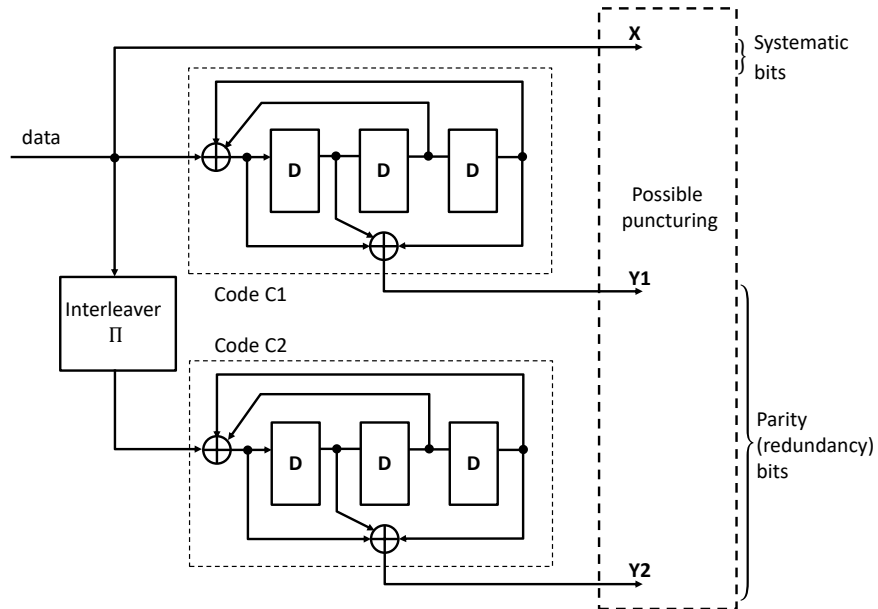 X
Systematic
bits
data
D
D
D
Possible
puncturing
Y1
Code C1
Interleaver
Π
Code C2
D
D
D
Parity
(redundancy)
bits
Y2